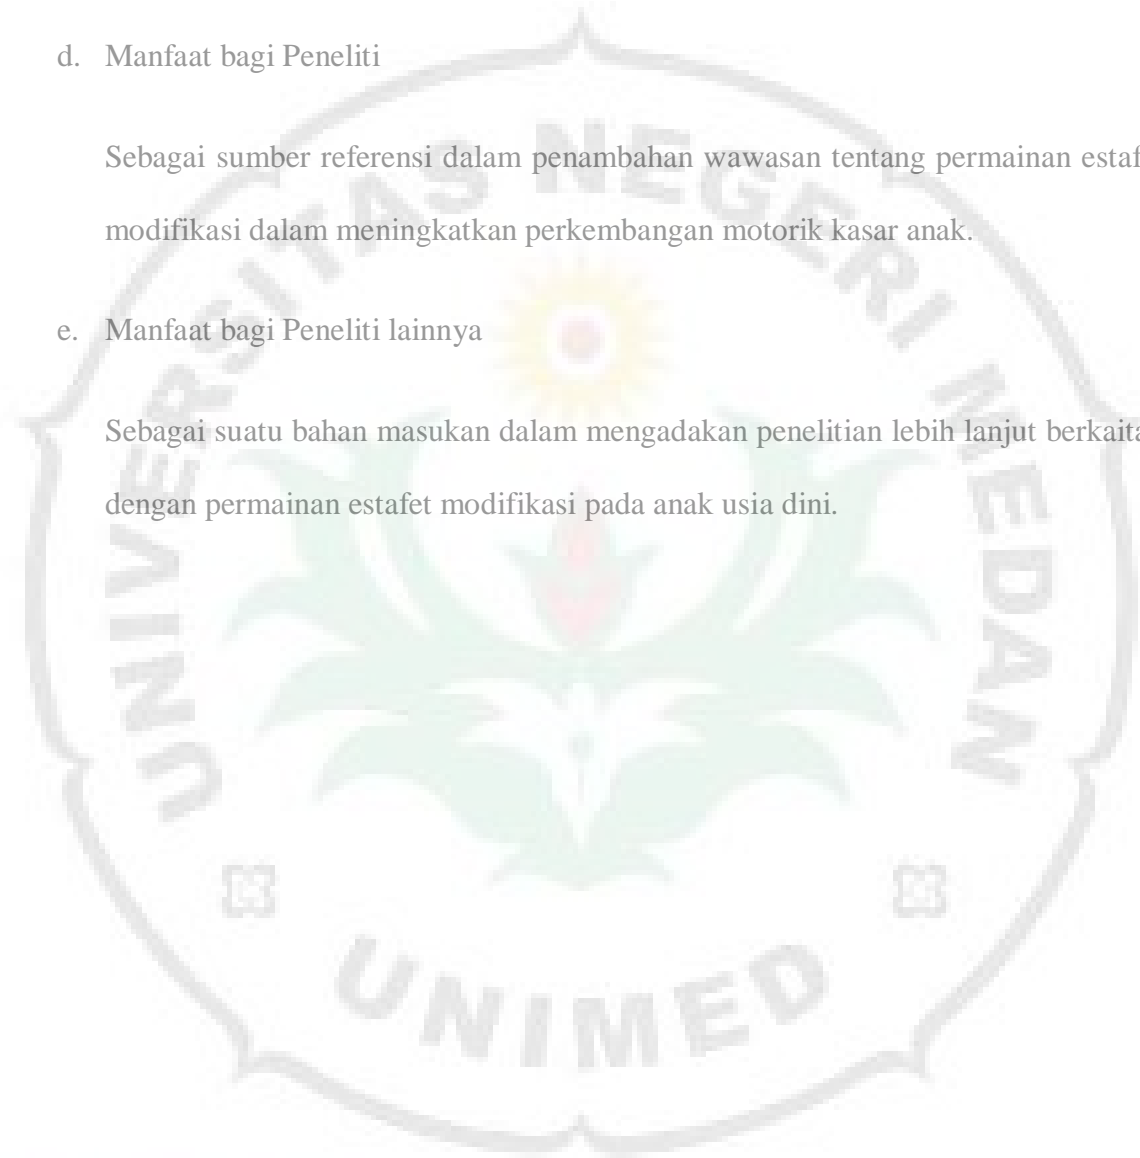 d. Manfaat bagi Peneliti
Sebagai sumber referensi dalam penambahan wawasan tentang permainan estaf
modifikasi dalam meningkatkan perkembangan motorik kasar anak.
e. Manfaat bagi Peneliti lainnya
Sebagai suatu bahan masukan dalam mengadakan penelitian lebih lanjut berkaita
dengan permainan estafet modifikasi pada anak usia dini.
UNIVERSITAS NEGERI MEDAN
UNIMED